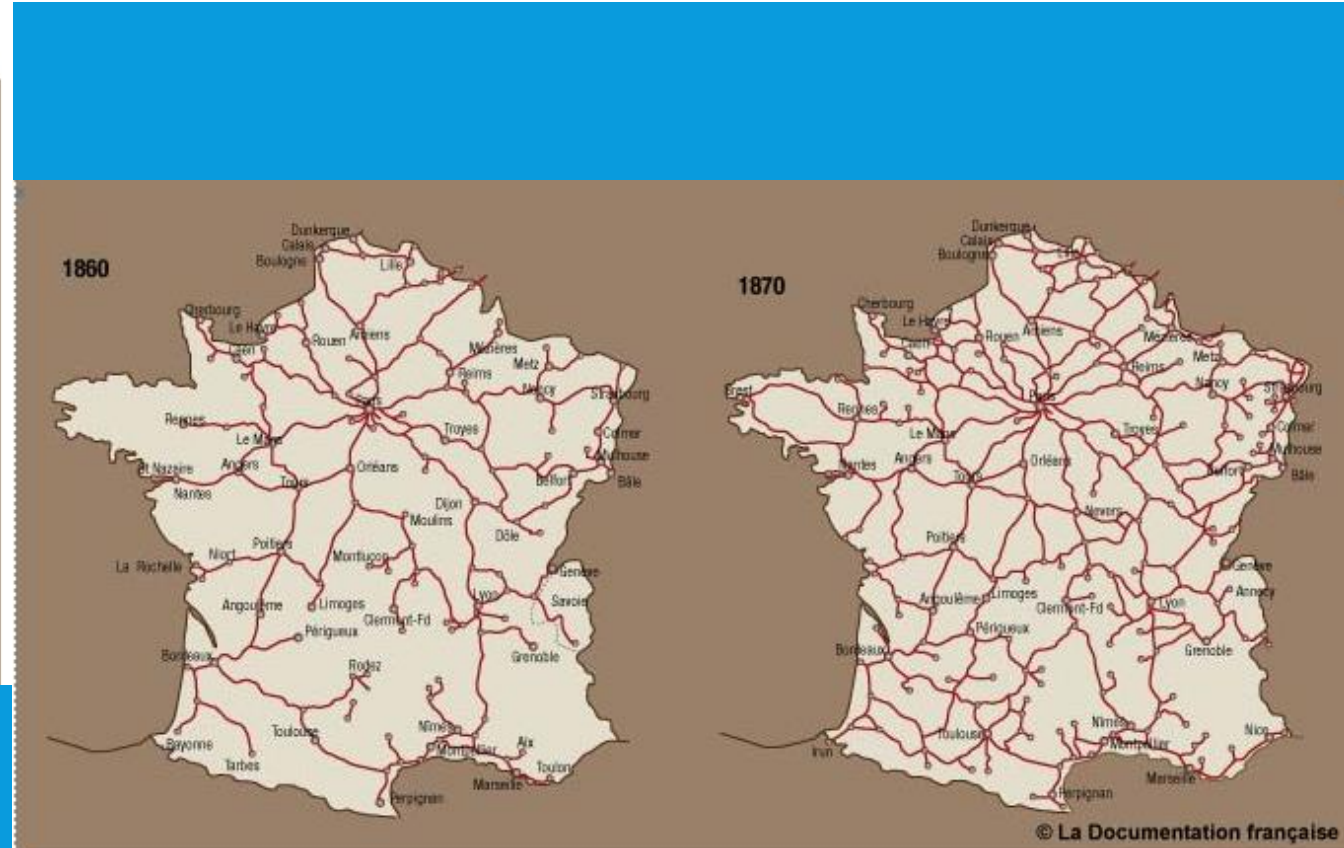 1860
Dunkerque
Calais
Boulogne
Lille
Cherbourg
Le Havre
Rouen
Amiens
Caen
Mézières
Metz
Reims
Paris
Nancy
Strasbourg
Rennes
Le Mans
Troyes
Colmar
Mulhouse
Angers
Orléans
St Nazaire
Nantes
Tours
Belfort
Bâle
Dijon
Moulins
Dôle
Poitiers
Niort
Montluçon
La Rochelle
Genève
Angoulème
Limoges
Lyon
Savoie
Clermont-Fd
Périgueux
Bordeaux
Grenoble
Rodez
Toulouse
Nîmes
Bayonne
Montpellier
Aix
Tarbes
Toulon
Marseille
Perpignan
1870
Dunkerque
Calais
Boulogne
Cherbourg
Le Havre
Rouen
Amiens
Caen
Mézières
Metz
Reims
Nancy
Brest
Paris
Strasbourg
Rennes
Le Mans
Troyes
Colmar
Mulhouse
Nantes
Angers
Orléans
Belfort
Bâle
Tours
Nevers
Poitiers
Genève
Angoulème
Limoges
Clermont-Fd
Lyon
Annecy
Périgueux
Bordeaux
Grenoble
Toulouse
Nîmes
Nice
Irun
Montpellier
Marseille
Perpignan
© La Documentation française